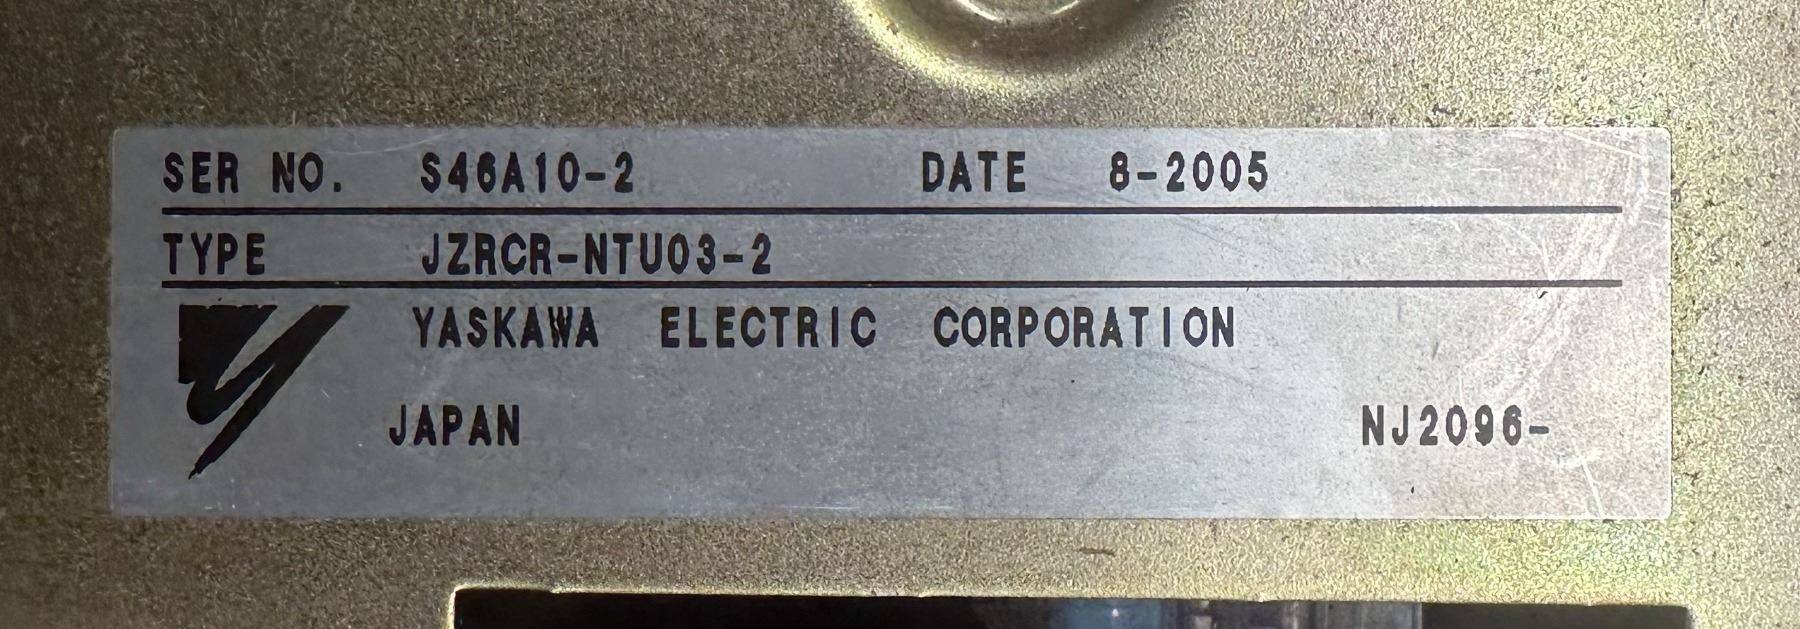 SER NO. S46A10-2 DATE 8-2005
TYPE JZRCR-NTU03-2
YASKAWA ELECTRIC CORPORATION
JAPAN NJ2096-